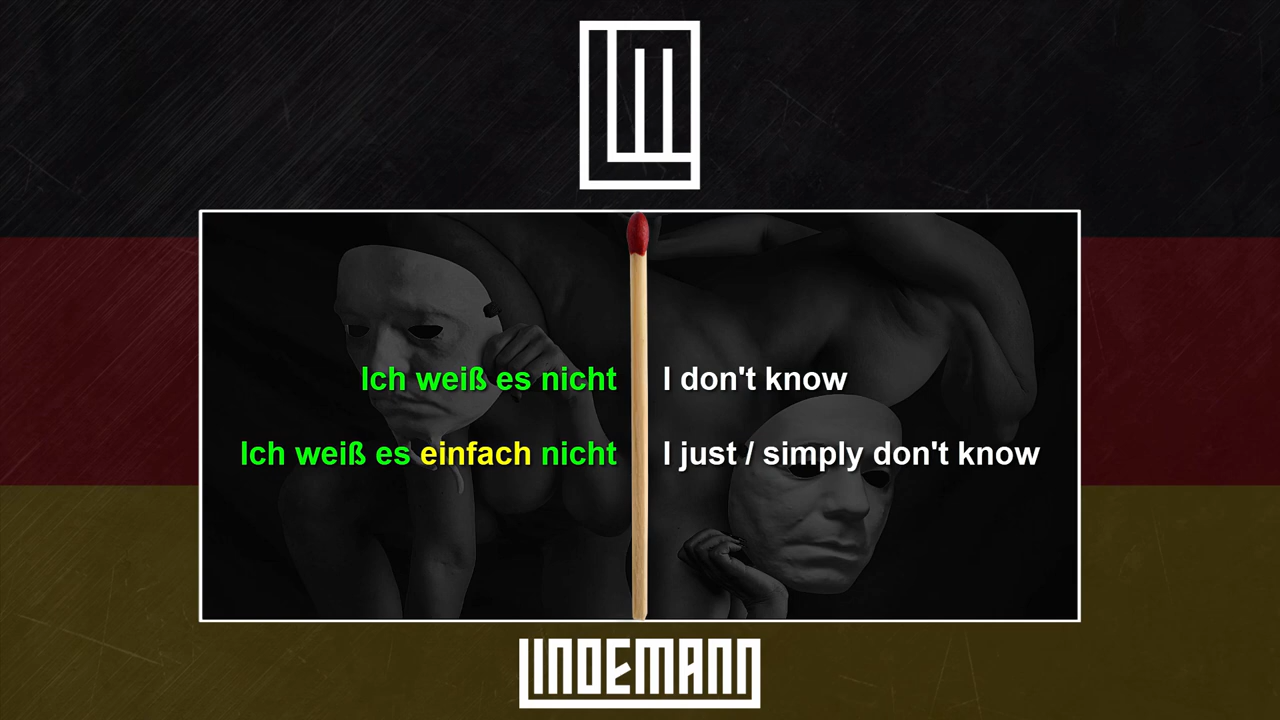 Ich weiß es nicht
I don't know
Ich weiß es einfach nicht
I just / simply don't know
LINDEMANN